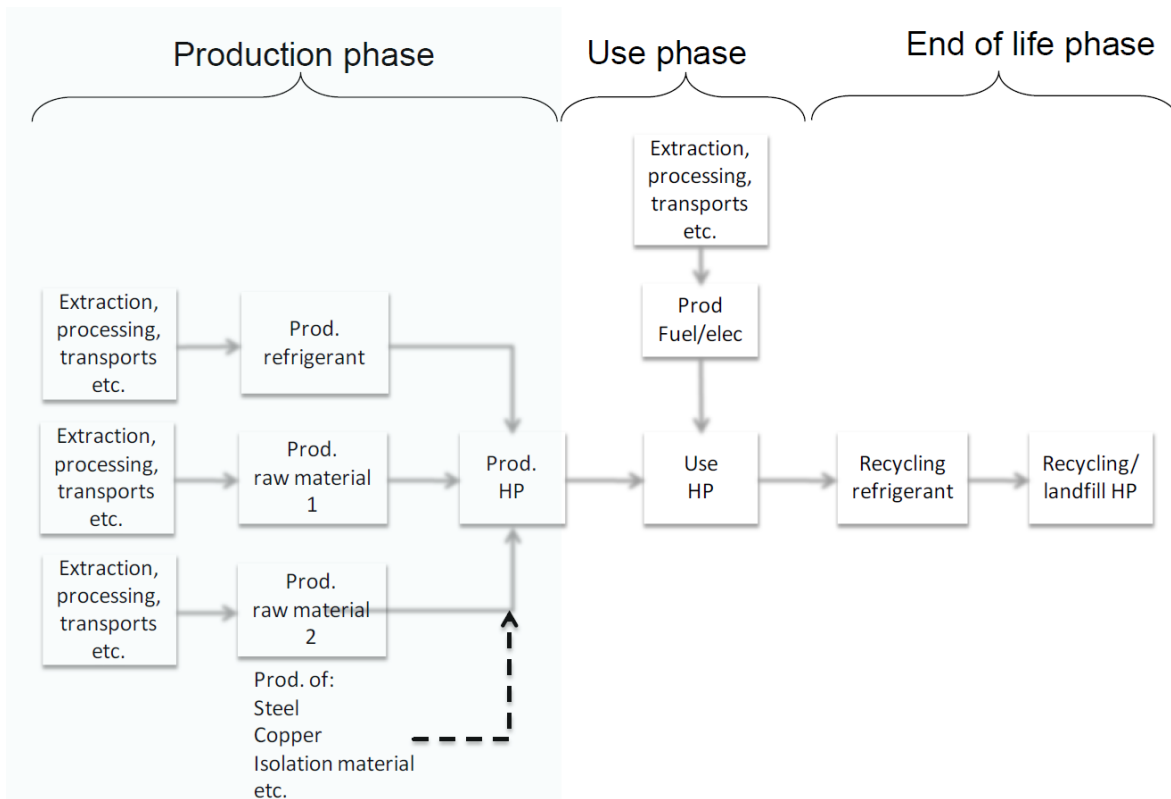 Production phase
Use phase
End of life phase
Extraction,
processing,
transports
etc.
Prod
Fuel/elec
Extraction,
processing,
transports
etc.
Prod.
refrigerant
Extraction,
processing,
transports
etc.
Prod.
raw material
1
Prod.
HP
Use
HP
Recycling
refrigerant
Recycling/
landfill HP
Extraction,
processing,
transports
etc.
Prod.
raw material
2
Prod. of:
Steel
Copper
Isolation material
etc.